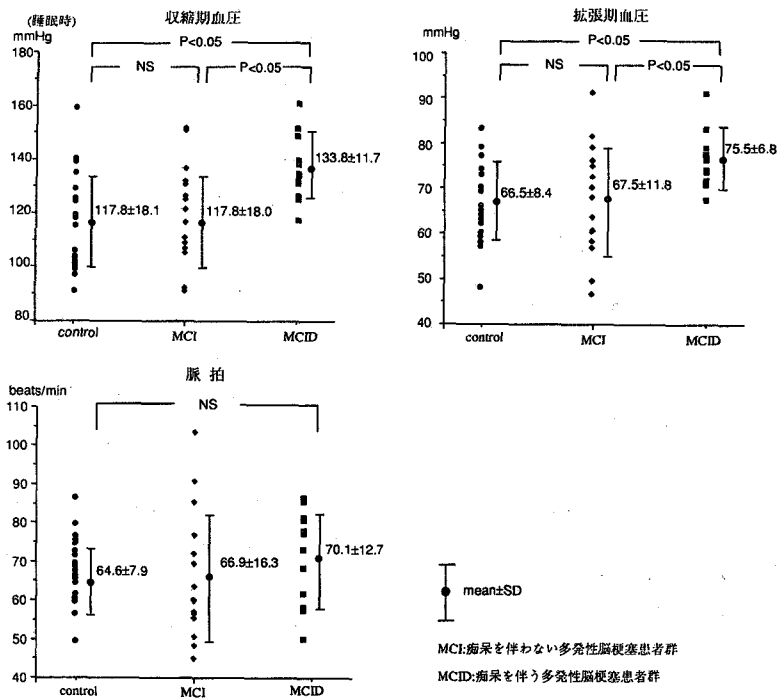 (睡眠時)
収縮期血圧
mmHg
P<0.05
NS
P<0.05
180
160
140
120
100
80
117.8±18.1
117.8±18.0
133.8±11.7
control
MCI
MCID
拡張期血圧
mmHg
P<0.05
NS
P<0.05
100
90
80
70
60
50
40
66.5±8.4
67.5±11.8
75.5±6.8
control
MCI
MCID
脈拍
beats/min
NS
110
100
90
80
70
60
50
40
64.6±7.9
66.9±16.3
70.1±12.7
control
MCI
MCID
mean±SD
MCI:痴呆を伴わない多発性脳梗塞患者群
MCID:痴呆を伴う多発性脳梗塞患者群